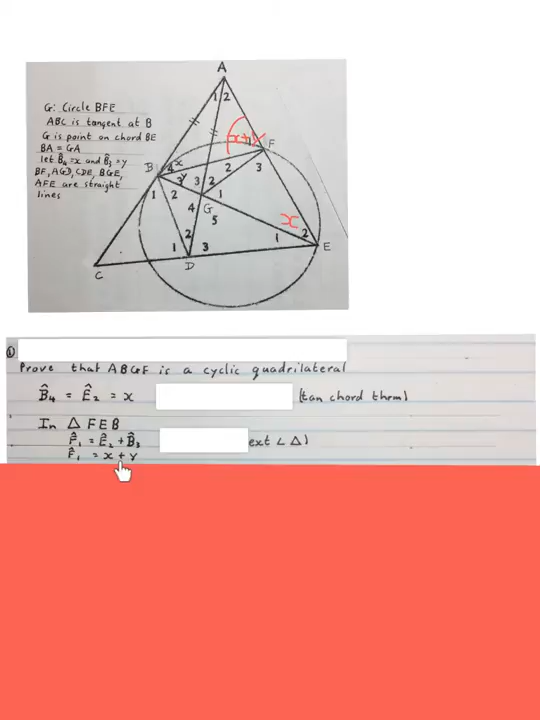 A
1 2
G: Circle BFE
ABC is tangent at B
G is point on chord BE
BA = GA
let B̂₄ = x and B̂₃ = y
BF, AGD, CDE, BGE,
AFE are straight
lines
x+y
F
B 4 x
2 3
3 y 3 2
1 2 G 1
4
5
x
2
1 2 E
1 3
D
C
①
Prove that ABGF is a cyclic quadrilateral
B̂₄ = Ê₂ = x (tan chord them)
In △ FEB
F̂₁ = Ê₂ + B̂₃ ext ∠ △)
F̂₁ = x + y